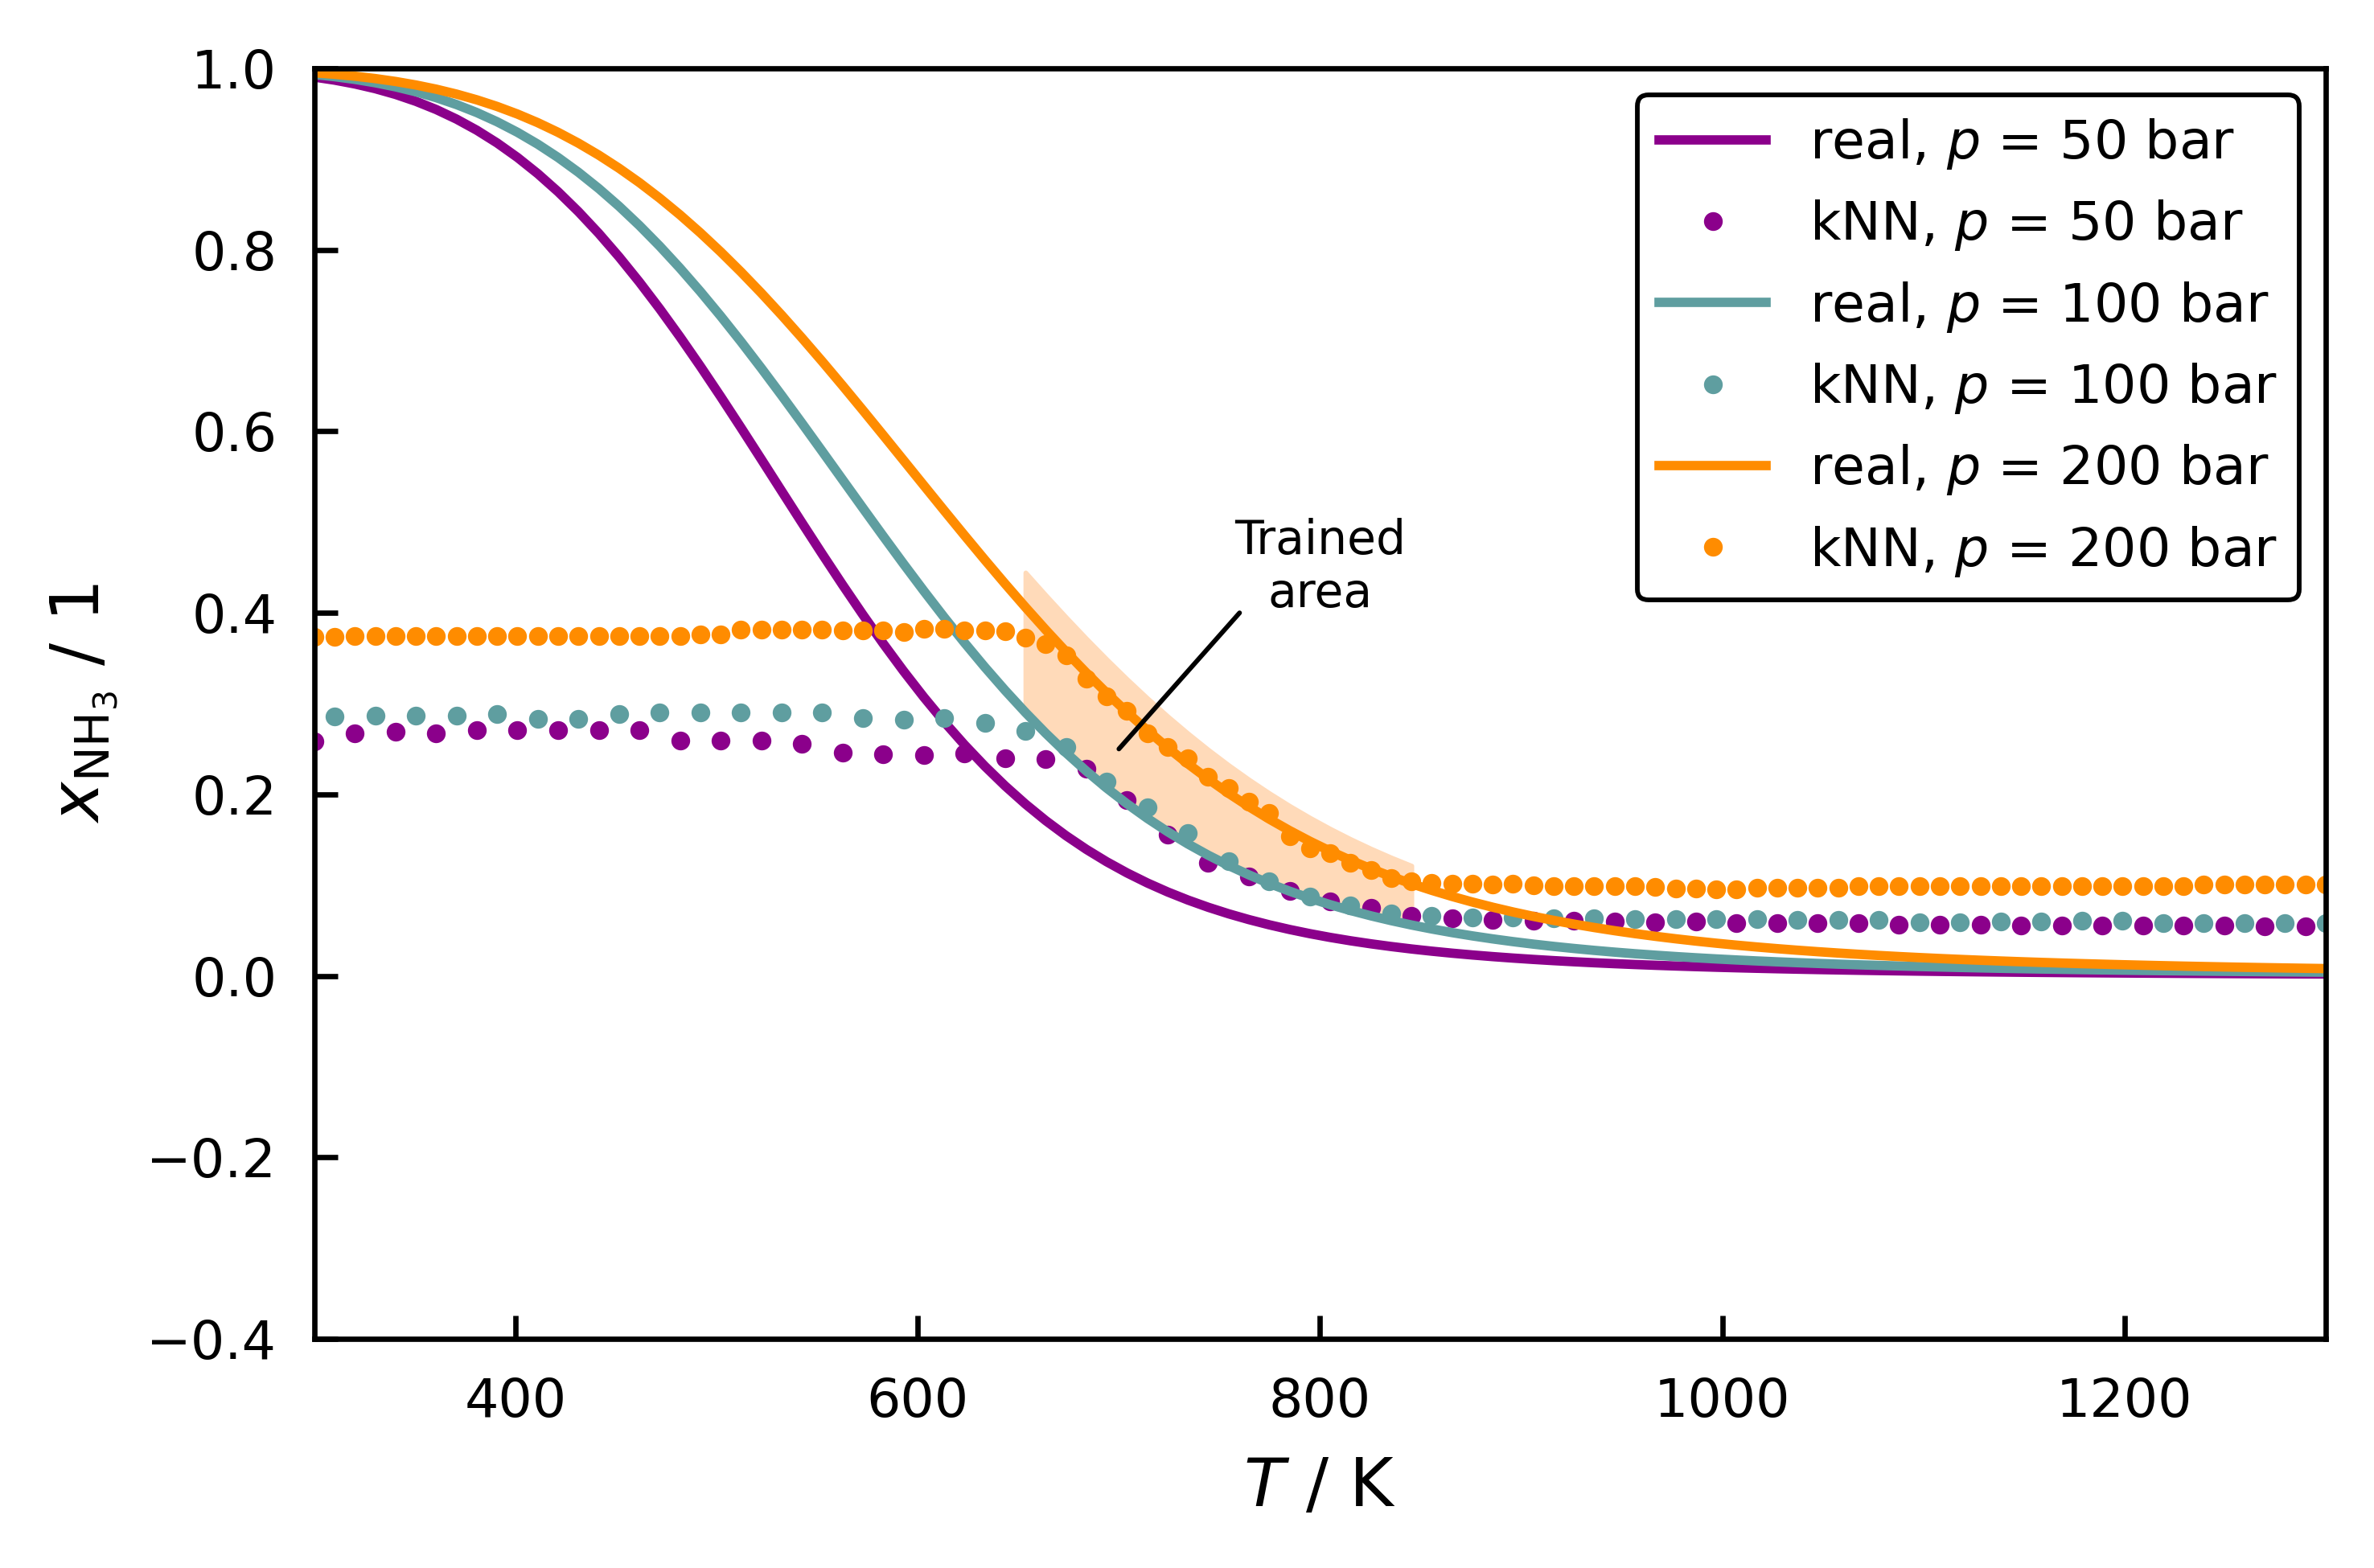 1.0
0.8
0.6
0.4
0.2
0.0
−0.2
−0.4
400
600
800
1000
1200
x_NH₃ / 1
T / K
Trained
area
real, p = 50 bar
kNN, p = 50 bar
real, p = 100 bar
kNN, p = 100 bar
real, p = 200 bar
kNN, p = 200 bar